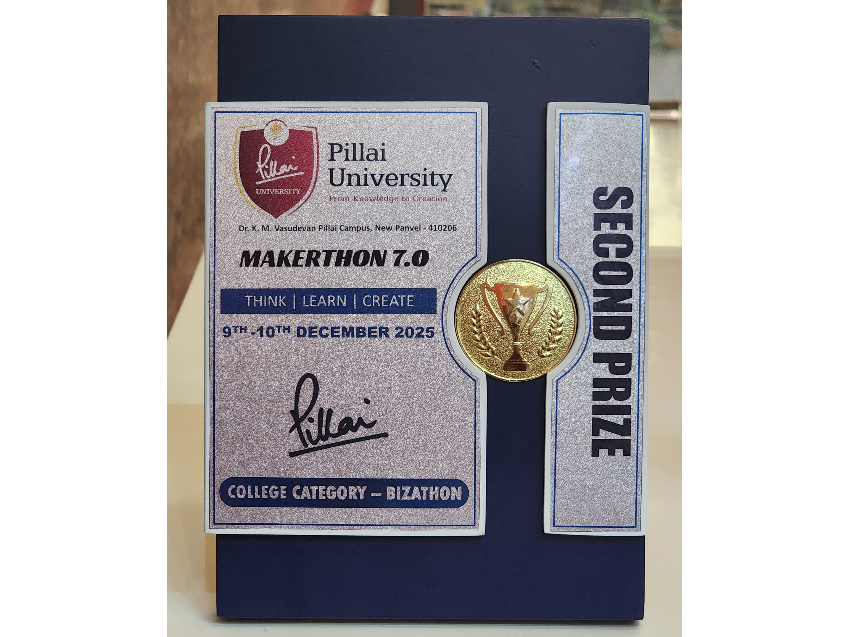 Pillai
UNIVERSITY
Pillai
University
From Knowledge to Creation
Dr. K. M. Vasudevan Pillai Campus, New Panvel - 410206
MAKERTHON 7.0
THINK | LEARN | CREATE
9TH -10TH DECEMBER 2025
Pillai
COLLEGE CATEGORY – BIZATHON
SECOND PRIZE